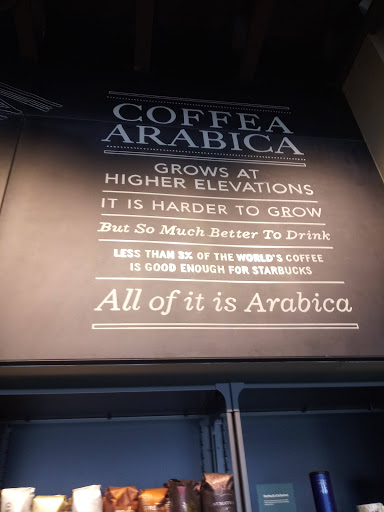 COFFEA
ARABICA
GROWS AT
HIGHER ELEVATIONS
IT IS HARDER TO GROW
But So Much Better To Drink
LESS THAN 3% OF THE WORLD'S COFFEE
IS GOOD ENOUGH FOR STARBUCKS
All of it is Arabica